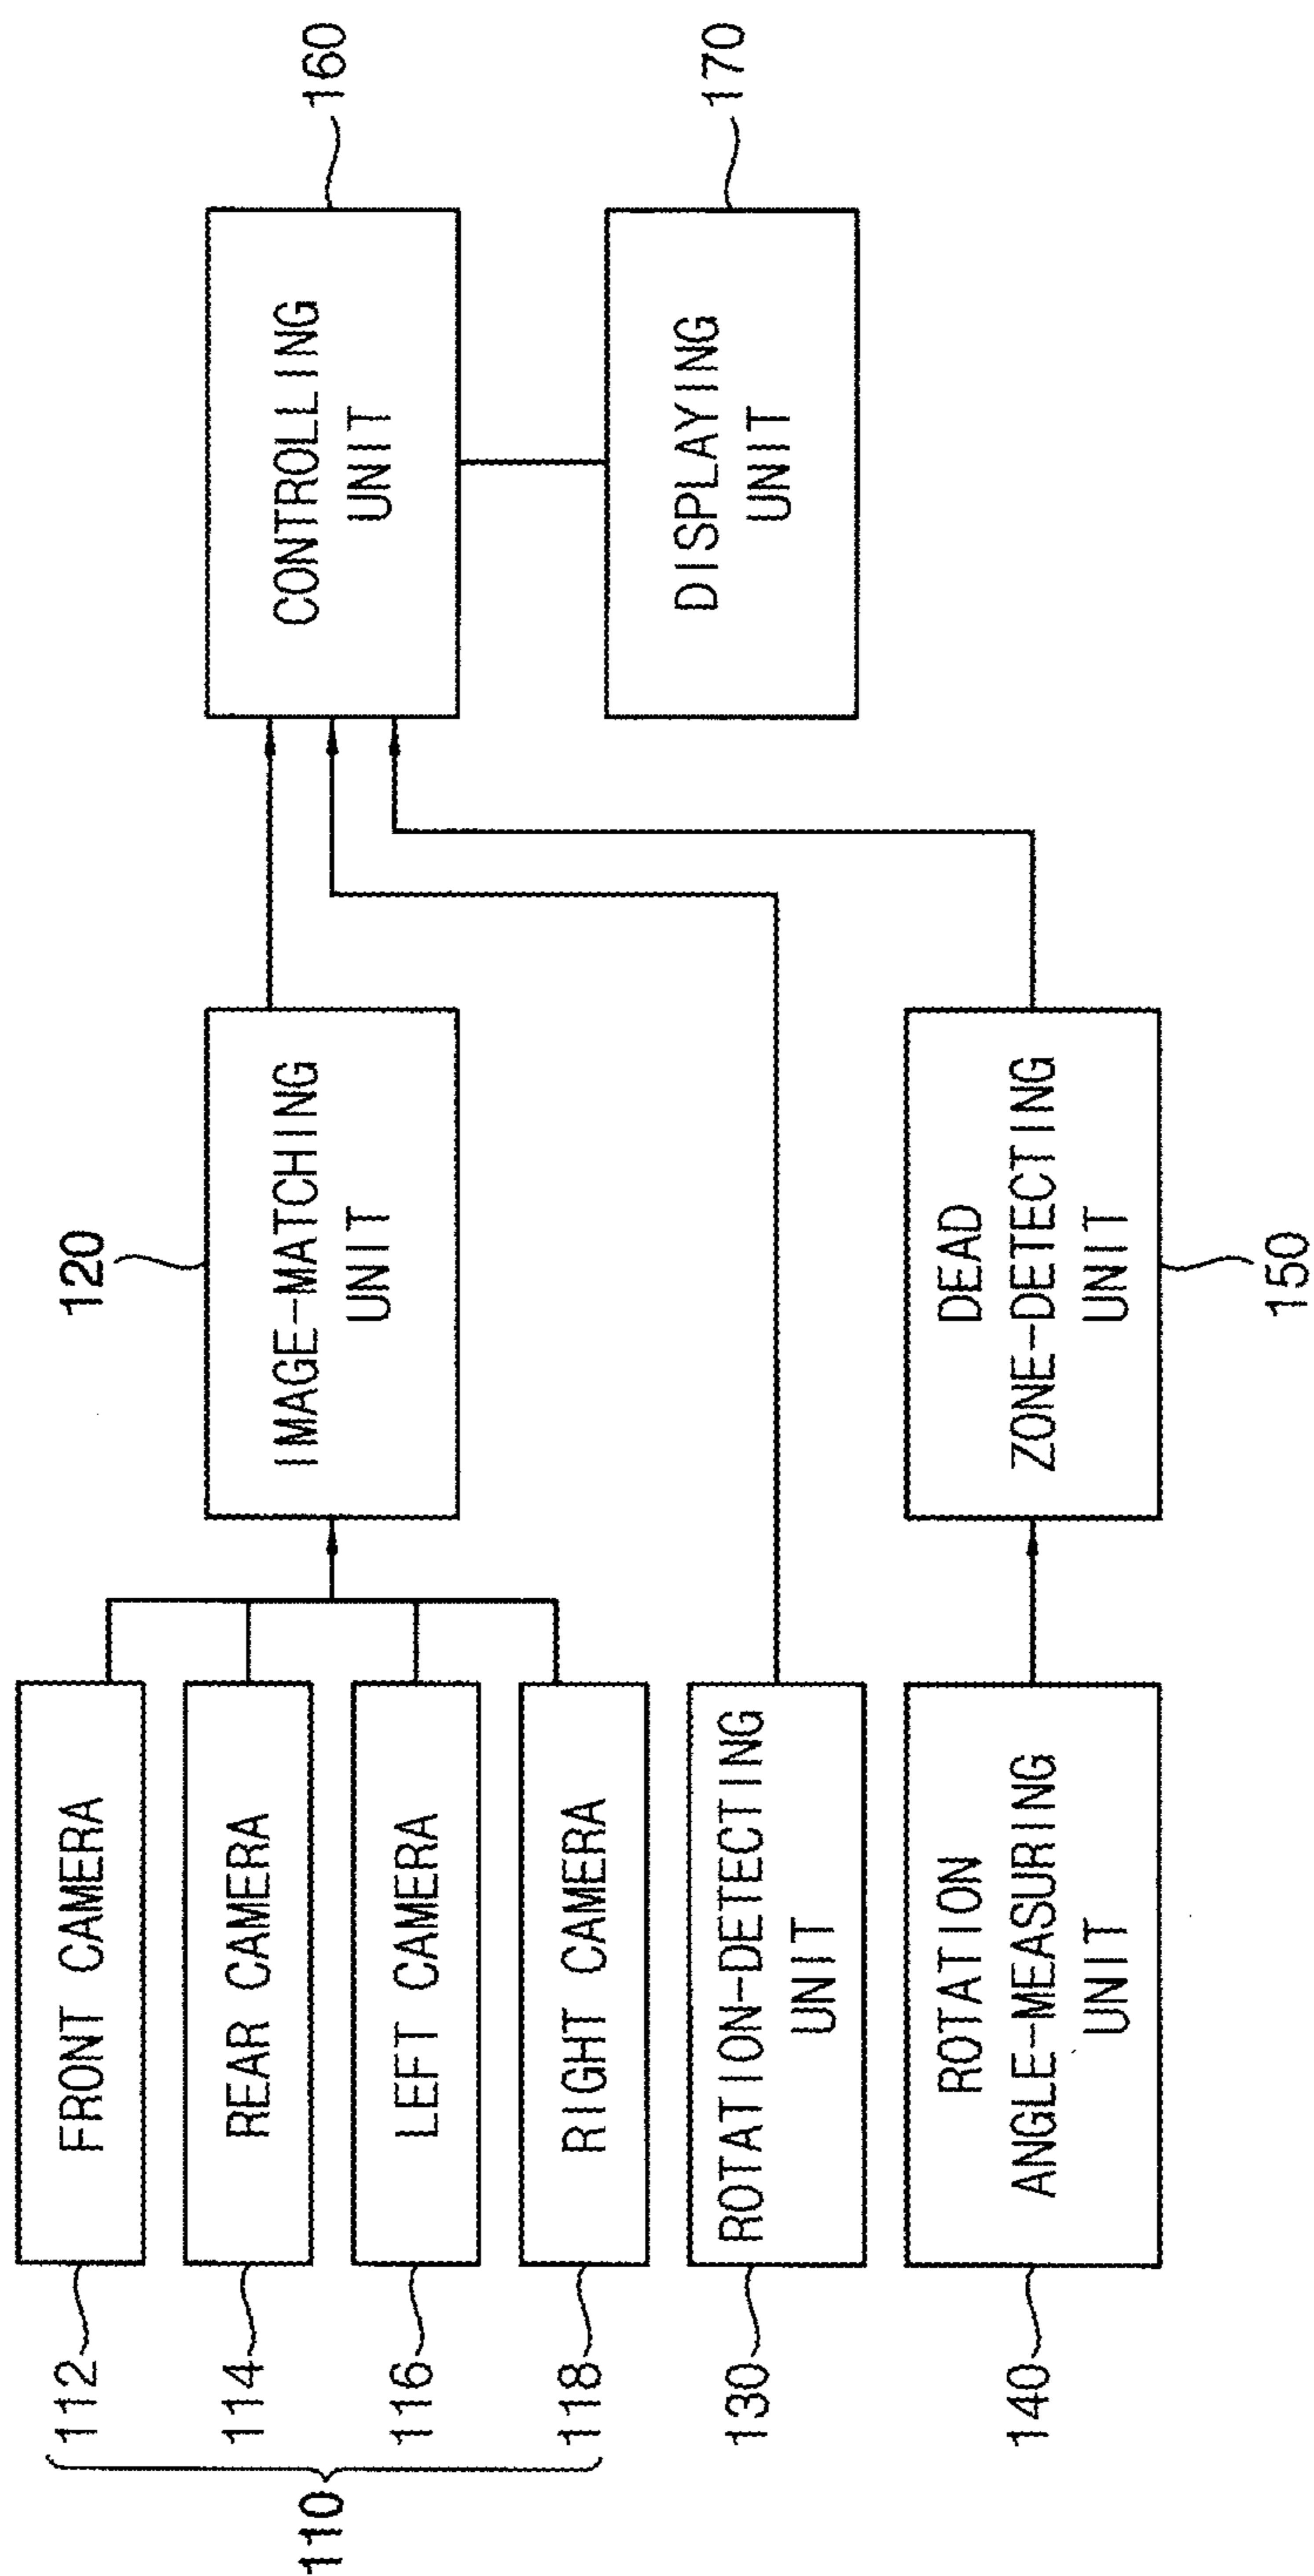 110
112
FRONT CAMERA
114
REAR CAMERA
116
LEFT CAMERA
118
RIGHT CAMERA
130
ROTATION-DETECTING
UNIT
140
ROTATION
ANGLE-MEASURING
UNIT
120
IMAGE-MATCHING
UNIT
DEAD
ZONE-DETECTING
UNIT
150
CONTROLLING
UNIT
160
DISPLAYING
UNIT
170